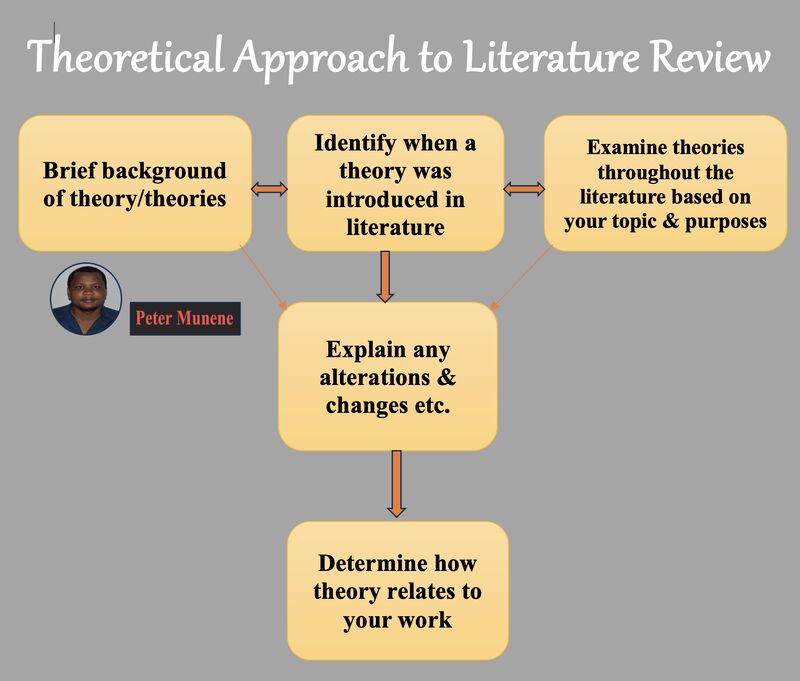 Theoretical Approach to Literature Review
Brief background
of theory/theories
Identify when a
theory was
introduced in
literature
Examine theories
throughout the
literature based on
your topic & purposes
Peter Munene
Explain any
alterations &
changes etc.
Determine how
theory relates to
your work